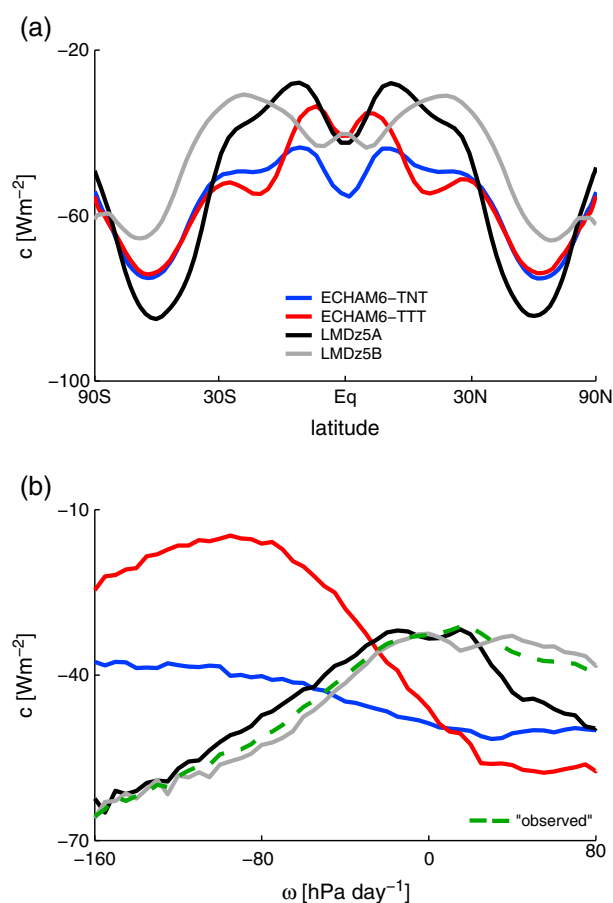 (a)
−20
−60
−100
c [Wm−2]
ECHAM6−TNT
ECHAM6−TTT
LMDz5A
LMDz5B
90S
30S
Eq
30N
90N
latitude
(b)
−10
−40
−70
c [Wm−2]
"observed"
−160
−80
0
80
ω [hPa day−1]